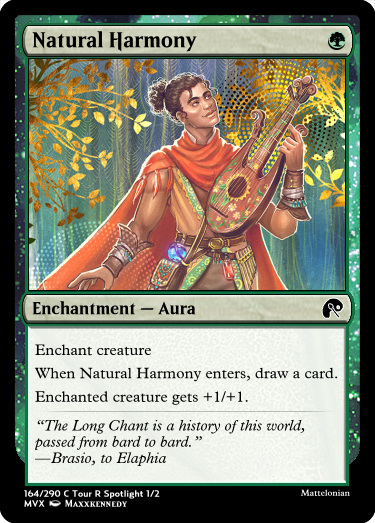 Natural Harmony
Enchantment — Aura
Enchant creature
When Natural Harmony enters, draw a card.
Enchanted creature gets +1/+1.
“The Long Chant is a history of this world,
passed from bard to bard.”
—Brasio, to Elaphia
164/290 C Tour R Spotlight 1/2
MVX Maxxkennedy
Mattelonian